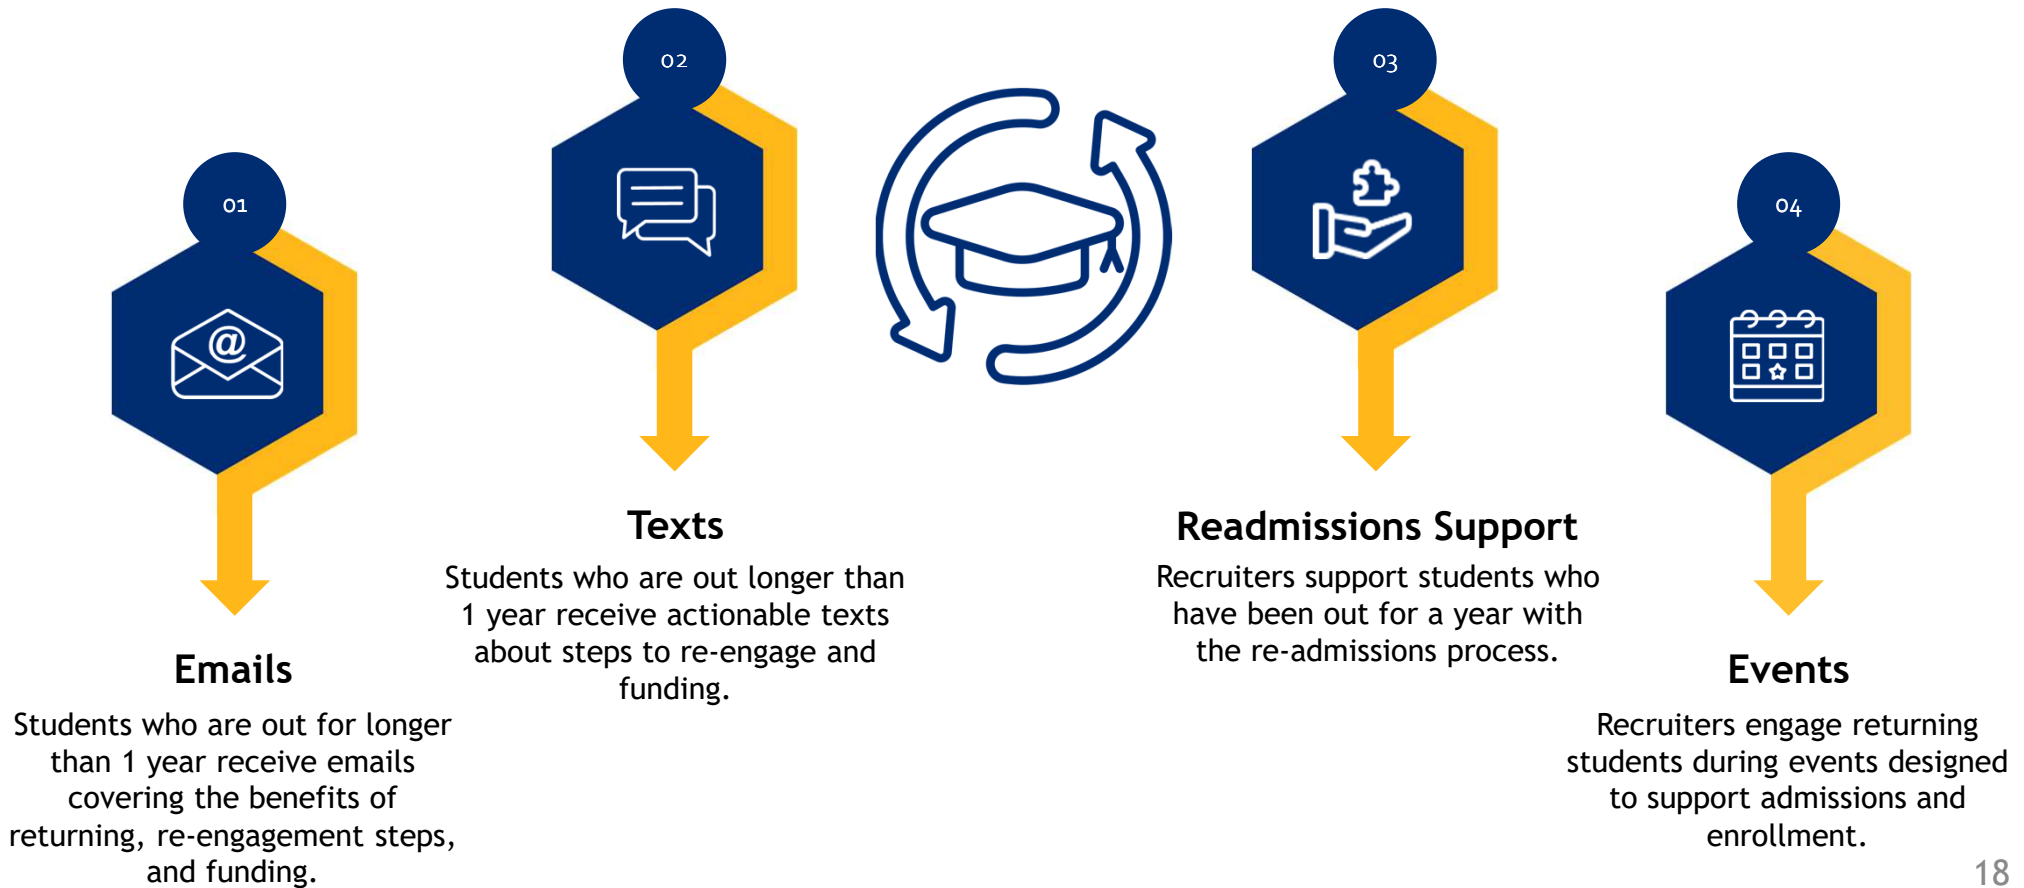 01
@
Emails
Students who are out for longer
than 1 year receive emails
covering the benefits of
returning, re-engagement steps,
and funding.
02
Texts
Students who are out longer than
1 year receive actionable texts
about steps to re-engage and
funding.
03
Readmissions Support
Recruiters support students who
have been out for a year with
the re-admissions process.
04
Events
Recruiters engage returning
students during events designed
to support admissions and
enrollment.
18